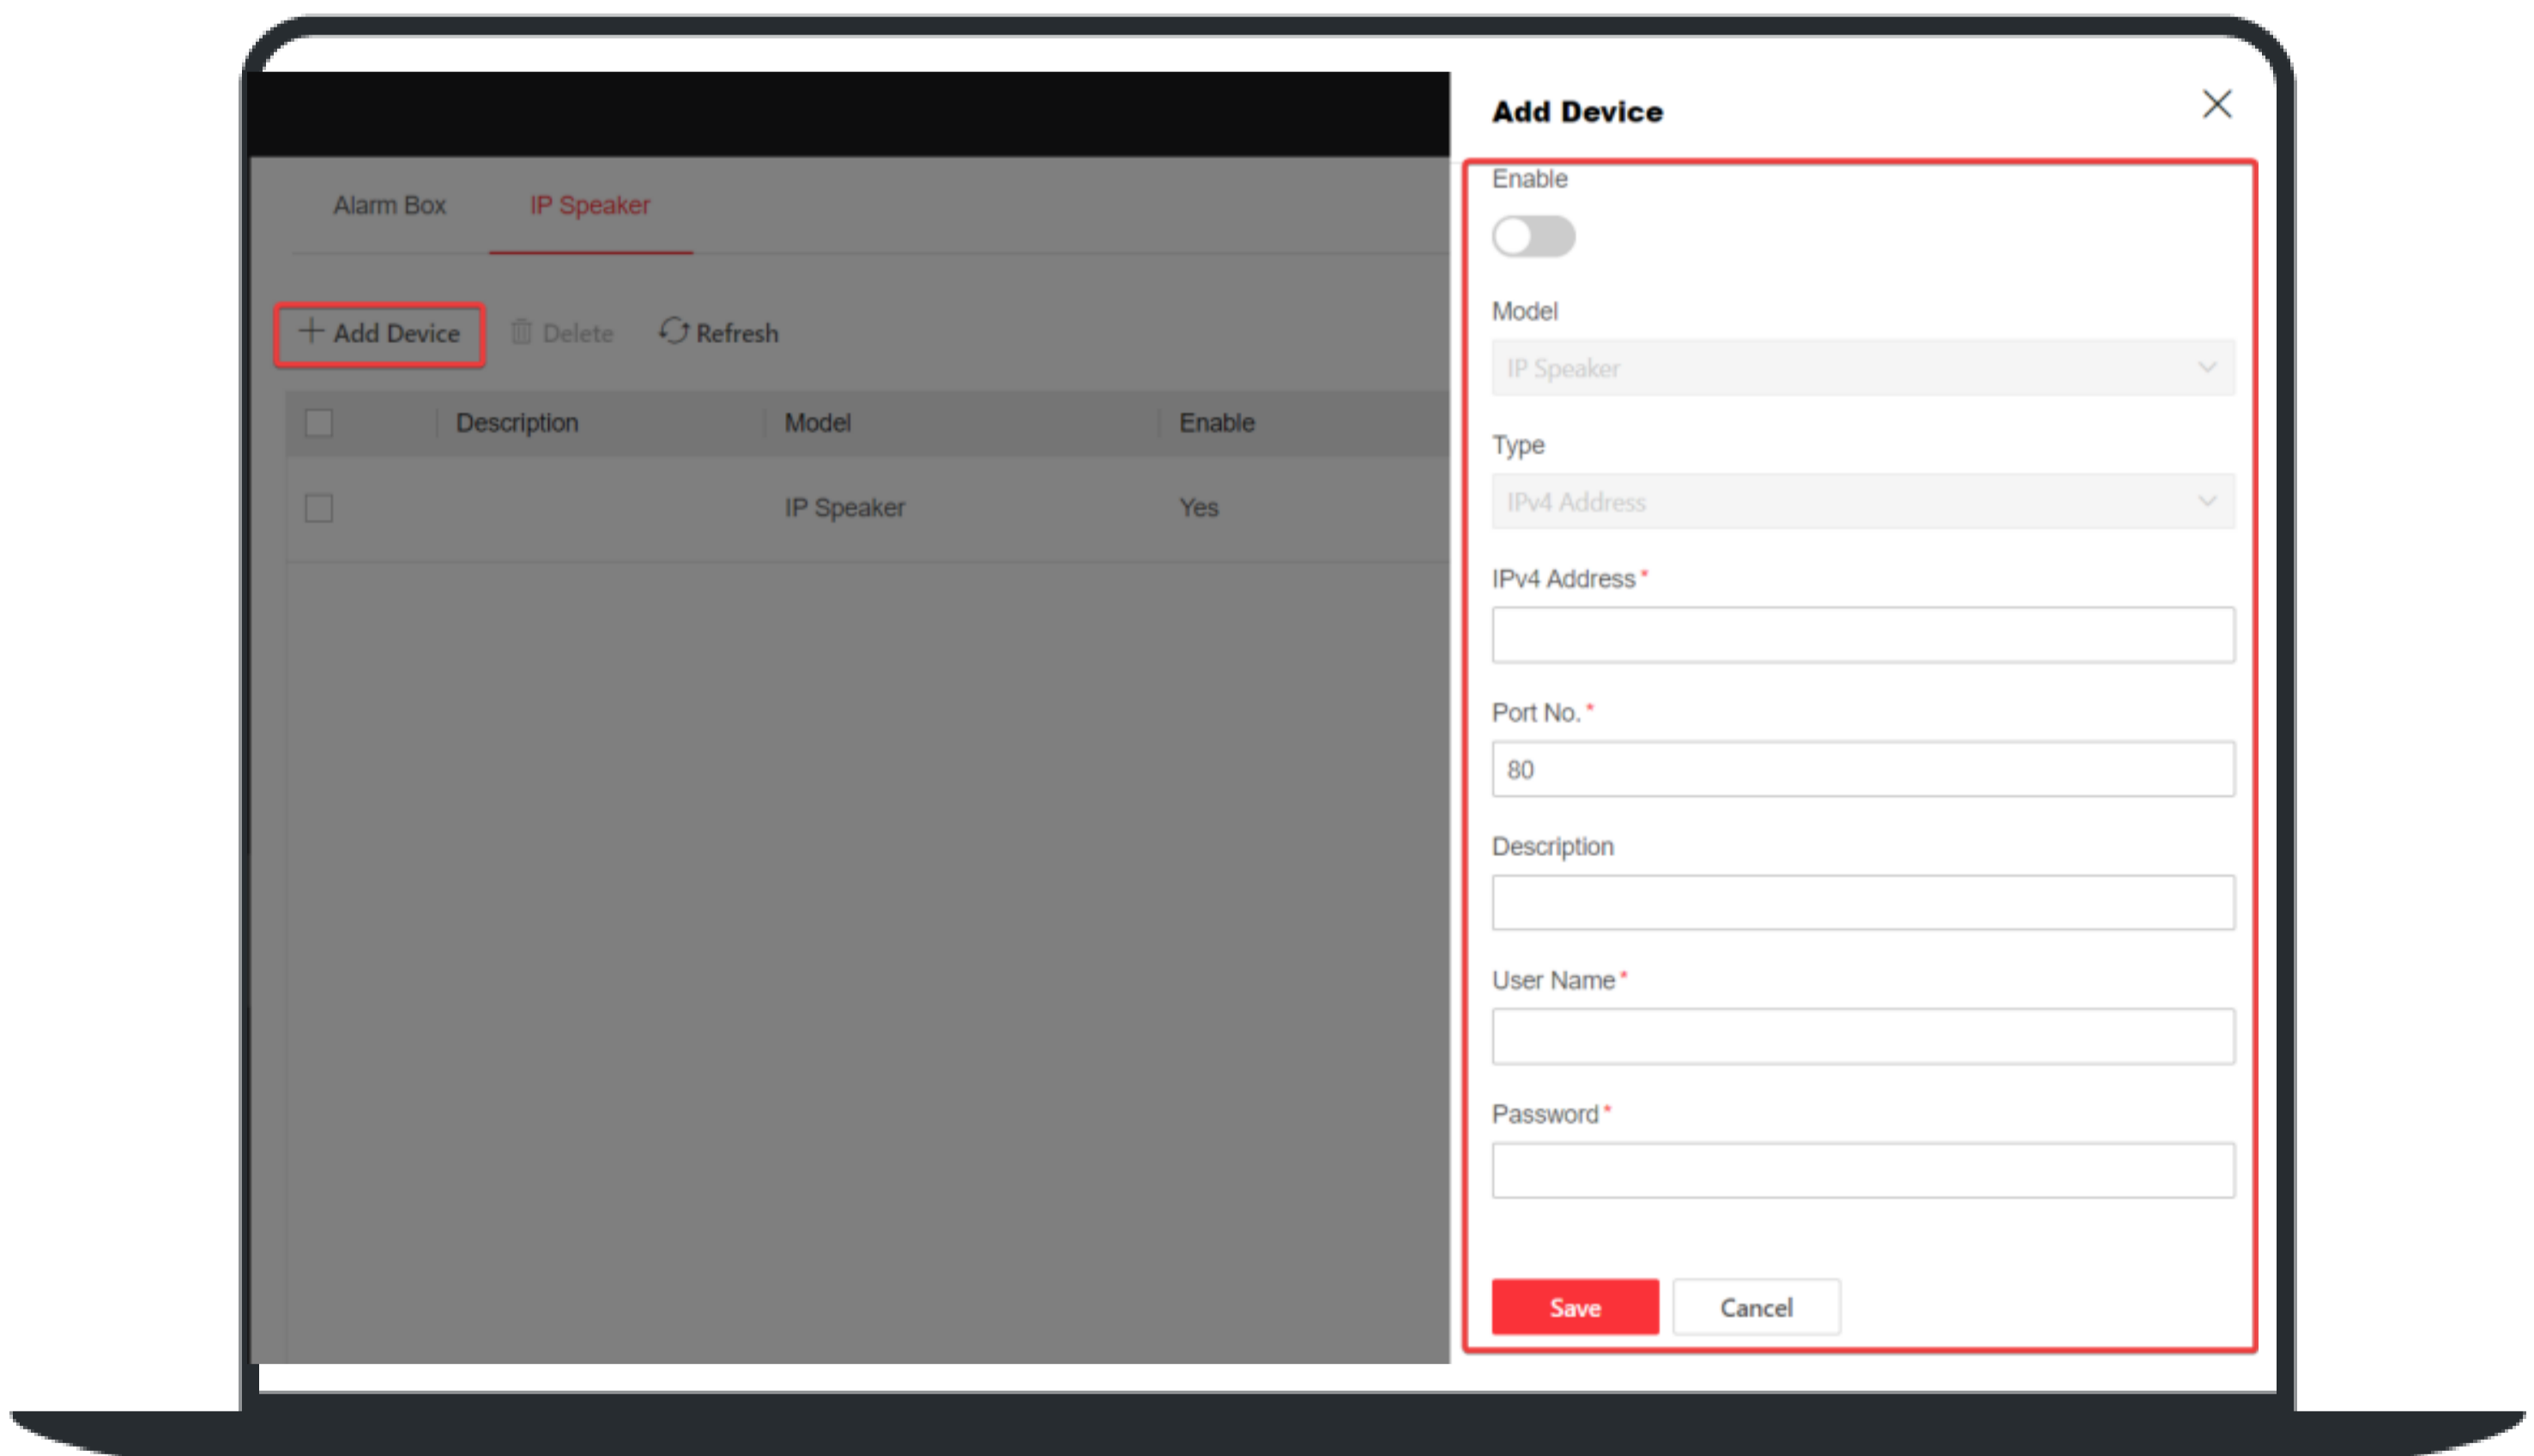 Alarm Box IP Speaker
Add Device Delete Refresh
Description Model Enable
IP Speaker Yes
Add Device
Enable
Model
IP Speaker
Type
IPv4 Address
IPv4 Address*
Port No.*
80
Description
User Name*
Password*
Save Cancel